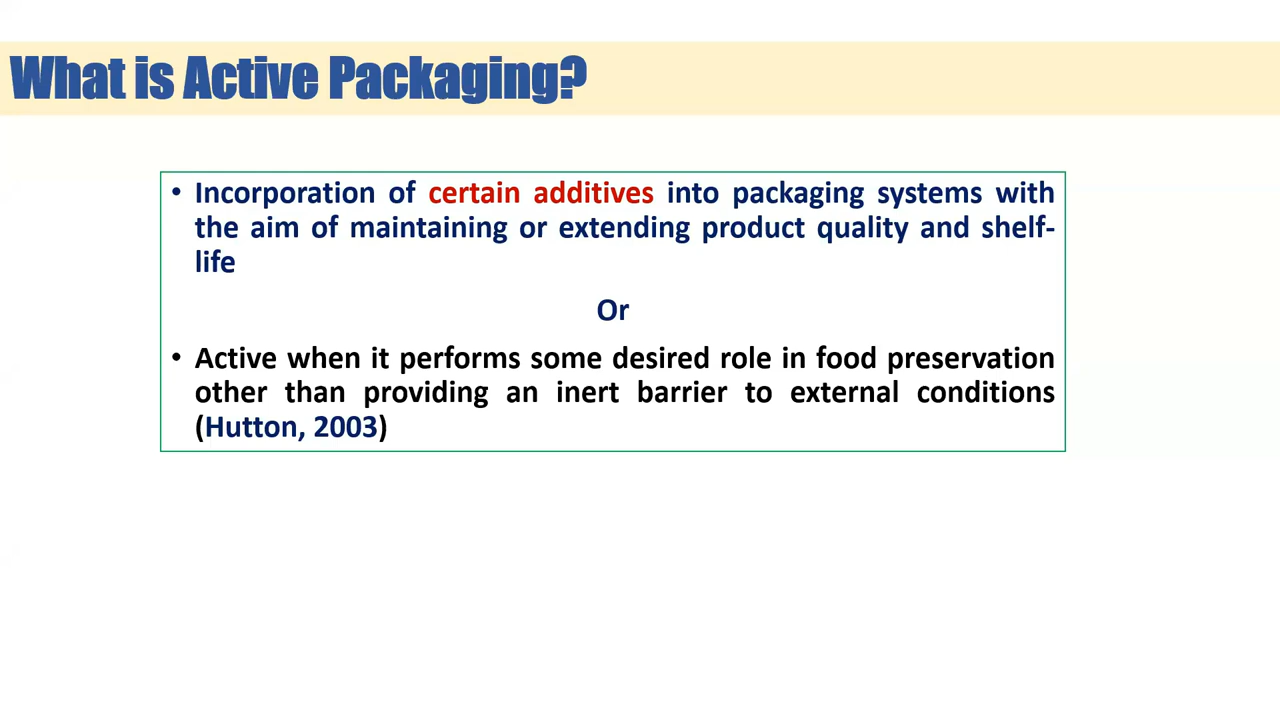 What is Active Packaging?
• Incorporation of certain additives into packaging systems with
the aim of maintaining or extending product quality and shelf-
life
Or
• Active when it performs some desired role in food preservation
other than providing an inert barrier to external conditions
(Hutton, 2003)